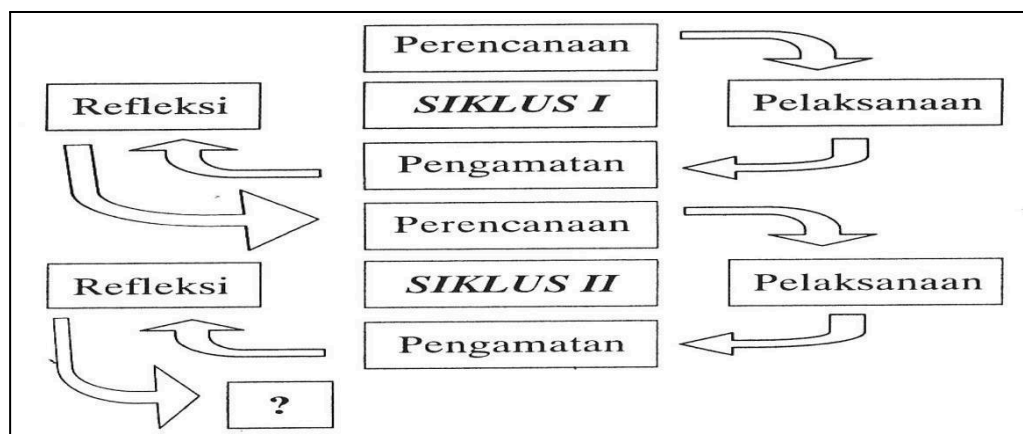 Perencanaan
Refleksi
SIKLUS I
Pelaksanaan
Pengamatan
Perencanaan
Refleksi
SIKLUS II
Pelaksanaan
Pengamatan
?